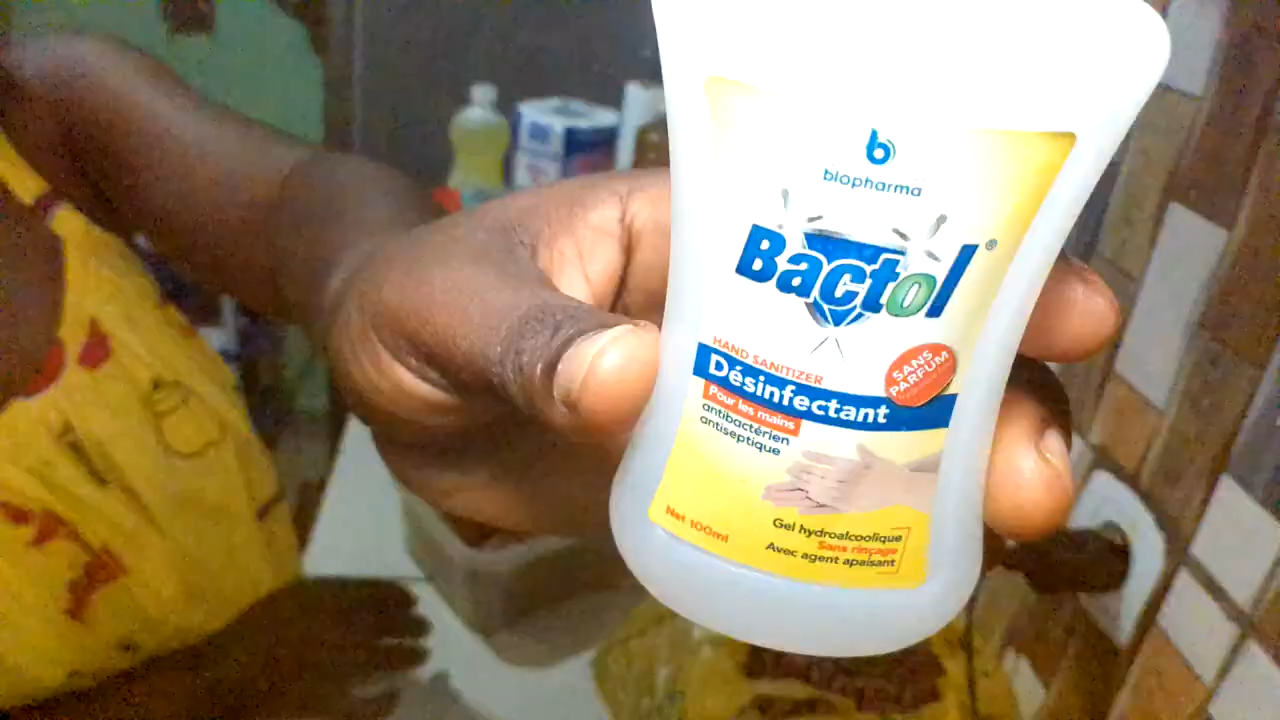 b
biopharma
Bactol®
HAND SANITIZER
Désinfectant
SANS
PARFUM
Pour les mains
antibactérien
antiseptique
Net 100ml
Gel hydroalcoolique
Sans rinçage
Avec agent apaisant